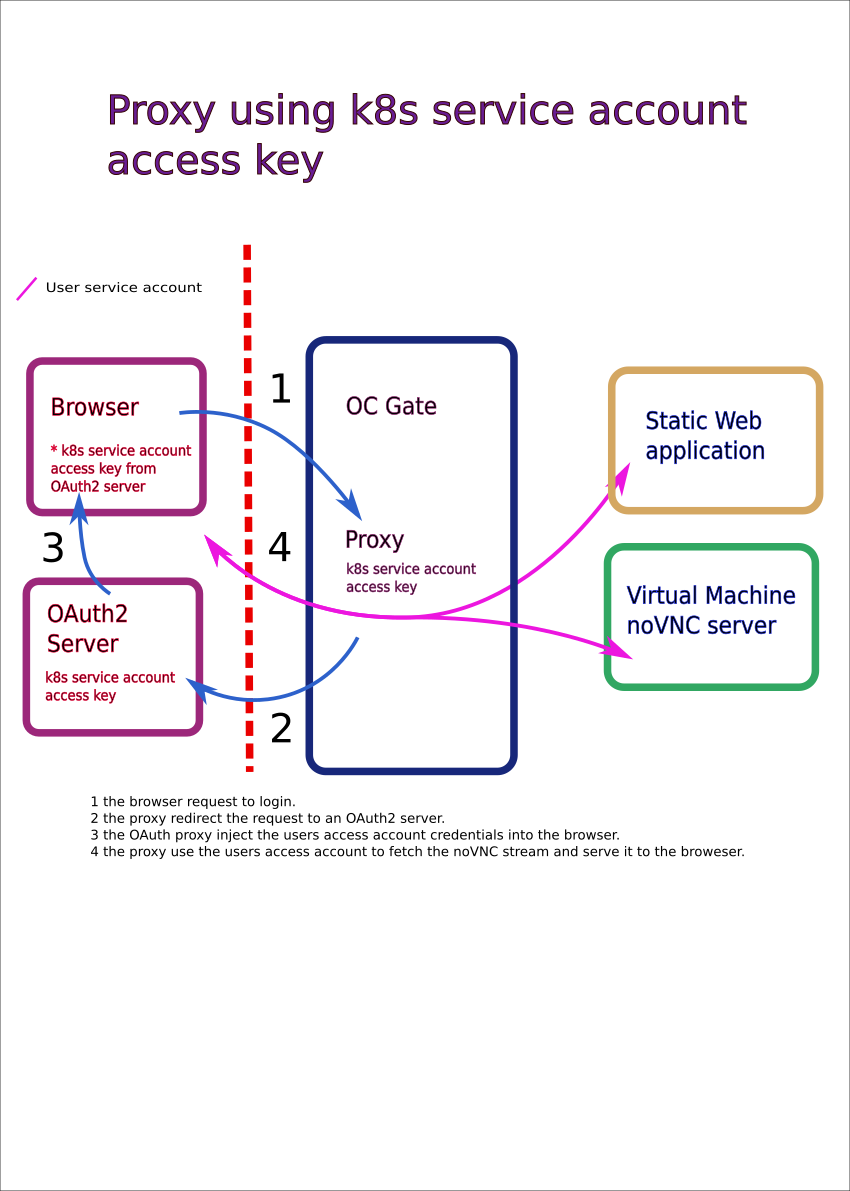 Proxy using k8s service account
access key
User service account
1
Browser
OC Gate
* k8s service account
access key from
OAuth2 server
Static Web
application
3
4
Proxy
k8s service account
access key
OAuth2
Server
k8s service account
access key
Virtual Machine
noVNC server
2
1 the browser request to login.
2 the proxy redirect the request to an OAuth2 server.
3 the OAuth proxy inject the users access account credentials into the browser.
4 the proxy use the users access account to fetch the noVNC stream and serve it to the broweser.